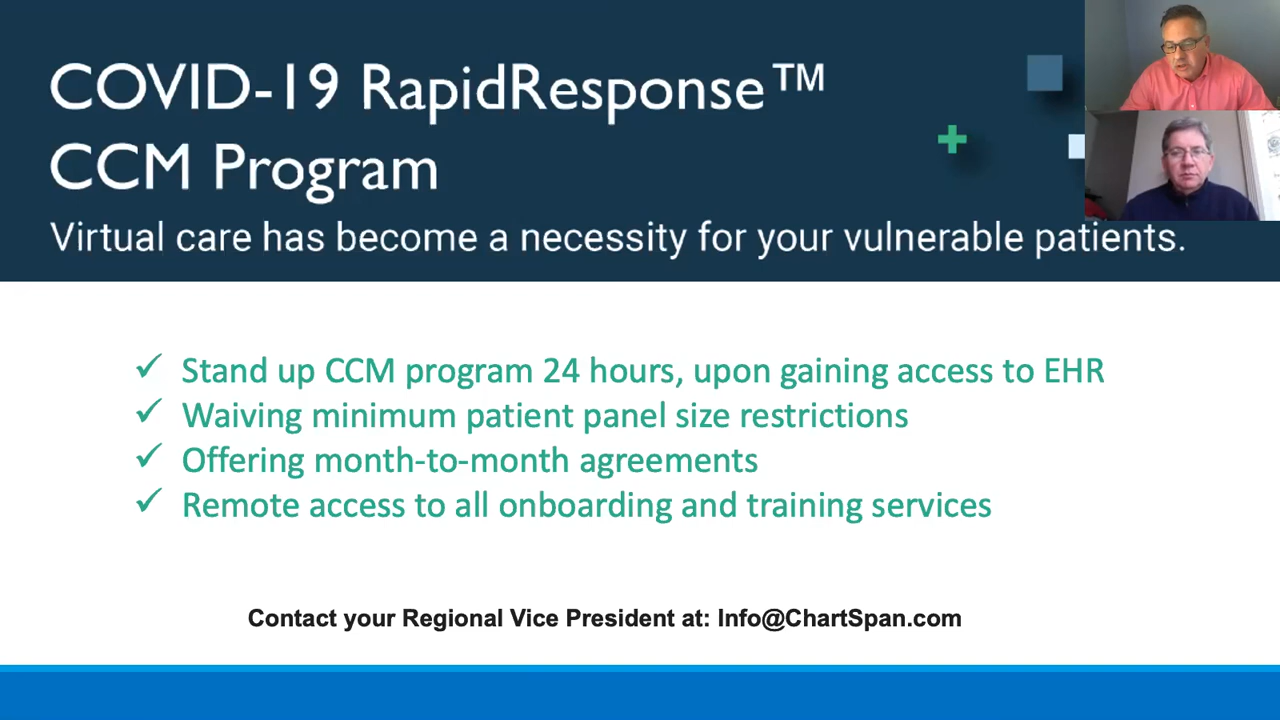 COVID-19 RapidResponse™
CCM Program
Virtual care has become a necessity for your vulnerable patients.
✓ Stand up CCM program 24 hours, upon gaining access to EHR
✓ Waiving minimum patient panel size restrictions
✓ Offering month-to-month agreements
✓ Remote access to all onboarding and training services
Contact your Regional Vice President at: Info@ChartSpan.com